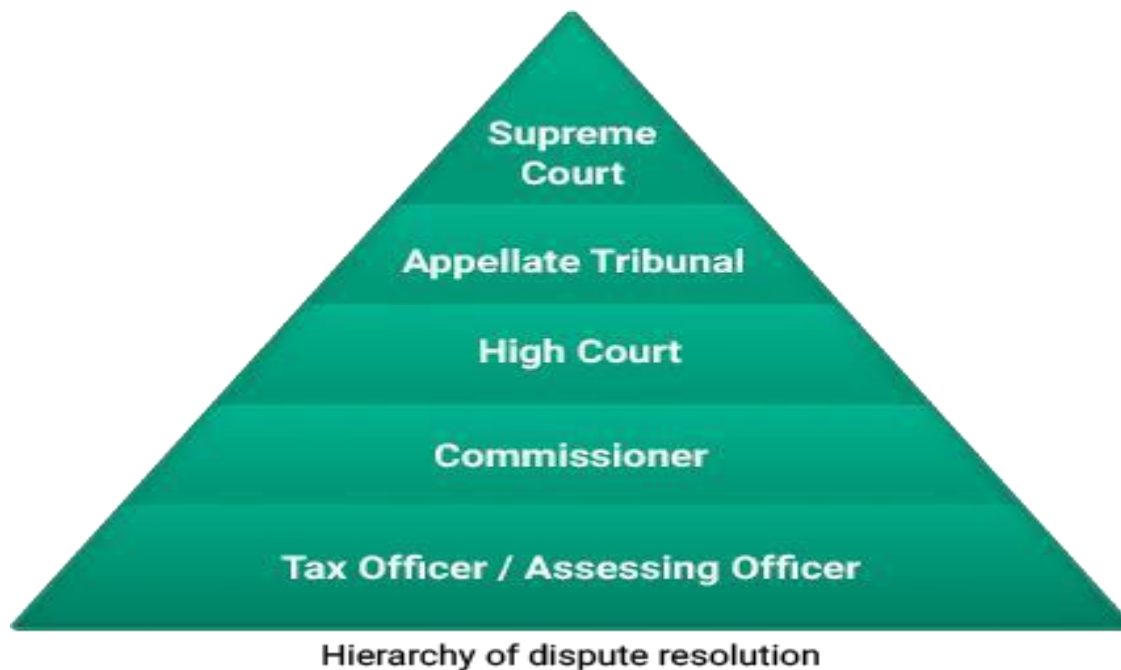 Supreme
Court
Appellate Tribunal
High Court
Commissioner
Tax Officer / Assessing Officer
Hierarchy of dispute resolution